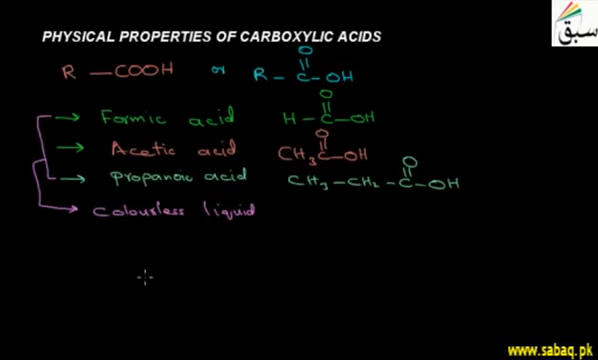 سبق
PHYSICAL PROPERTIES OF CARBOXYLIC ACIDS
R — COOH or R - C - OH
O
||
→ Formic acid H - C - OH
O
||
→ Acetic acid CH3 C - OH
O
||
→ Propanoic acid CH3 - CH2 - C - OH
O
||
→ Colourless liquid
www.sabaq.pk